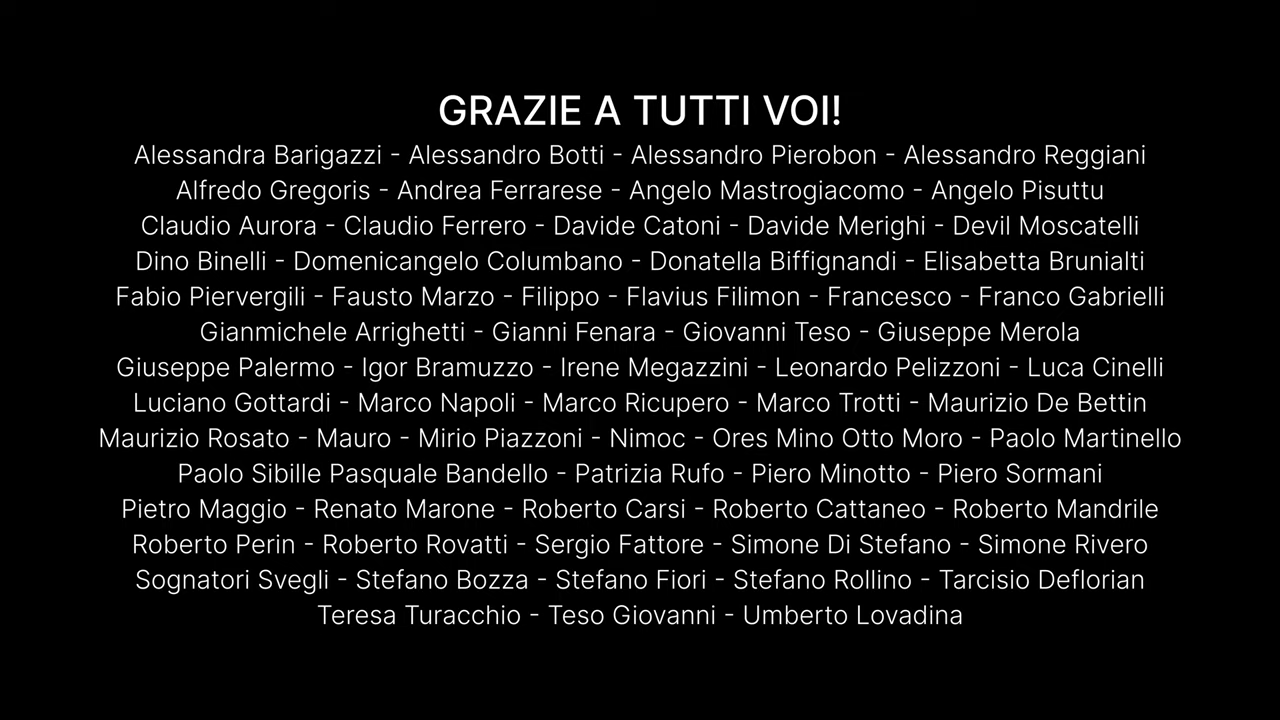 GRAZIE A TUTTI VOI!
Alessandra Barigazzi - Alessandro Botti - Alessandro Pierobon - Alessandro Reggiani
Alfredo Gregoris - Andrea Ferrarese - Angelo Mastrogiacomo - Angelo Pisuttu
Claudio Aurora - Claudio Ferrero - Davide Catoni - Davide Merighi - Devil Moscatelli
Dino Binelli - Domenicangelo Columbano - Donatella Biffignandi - Elisabetta Brunialti
Fabio Piervergili - Fausto Marzo - Filippo - Flavius Filimon - Francesco - Franco Gabrielli
Gianmichele Arrighetti - Gianni Fenara - Giovanni Teso - Giuseppe Merola
Giuseppe Palermo - Igor Bramuzzo - Irene Megazzini - Leonardo Pelizzoni - Luca Cinelli
Luciano Gottardi - Marco Napoli - Marco Ricupero - Marco Trotti - Maurizio De Bettin
Maurizio Rosato - Mauro - Mirio Piazzoni - Nimoc - Ores Mino Otto Moro - Paolo Martinello
Paolo Sibille Pasquale Bandello - Patrizia Rufo - Piero Minotto - Piero Sormani
Pietro Maggio - Renato Marone - Roberto Carsi - Roberto Cattaneo - Roberto Mandrile
Roberto Perin - Roberto Rovatti - Sergio Fattore - Simone Di Stefano - Simone Rivero
Sognatori Svegli - Stefano Bozza - Stefano Fiori - Stefano Rollino - Tarcisio Deflorian
Teresa Turacchio - Teso Giovanni - Umberto Lovadina